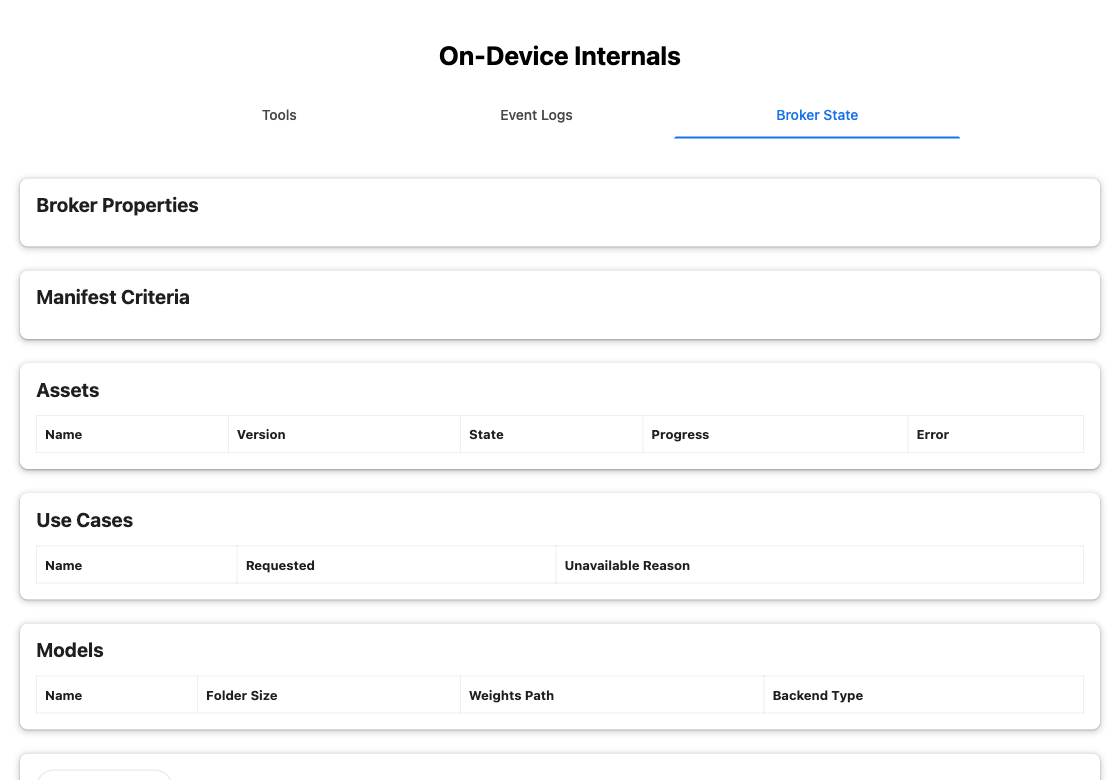 On-Device Internals
Tools Event Logs Broker State
Broker Properties
Manifest Criteria
Assets
Name Version State Progress Error
Use Cases
Name Requested Unavailable Reason
Models
Name Folder Size Weights Path Backend Type